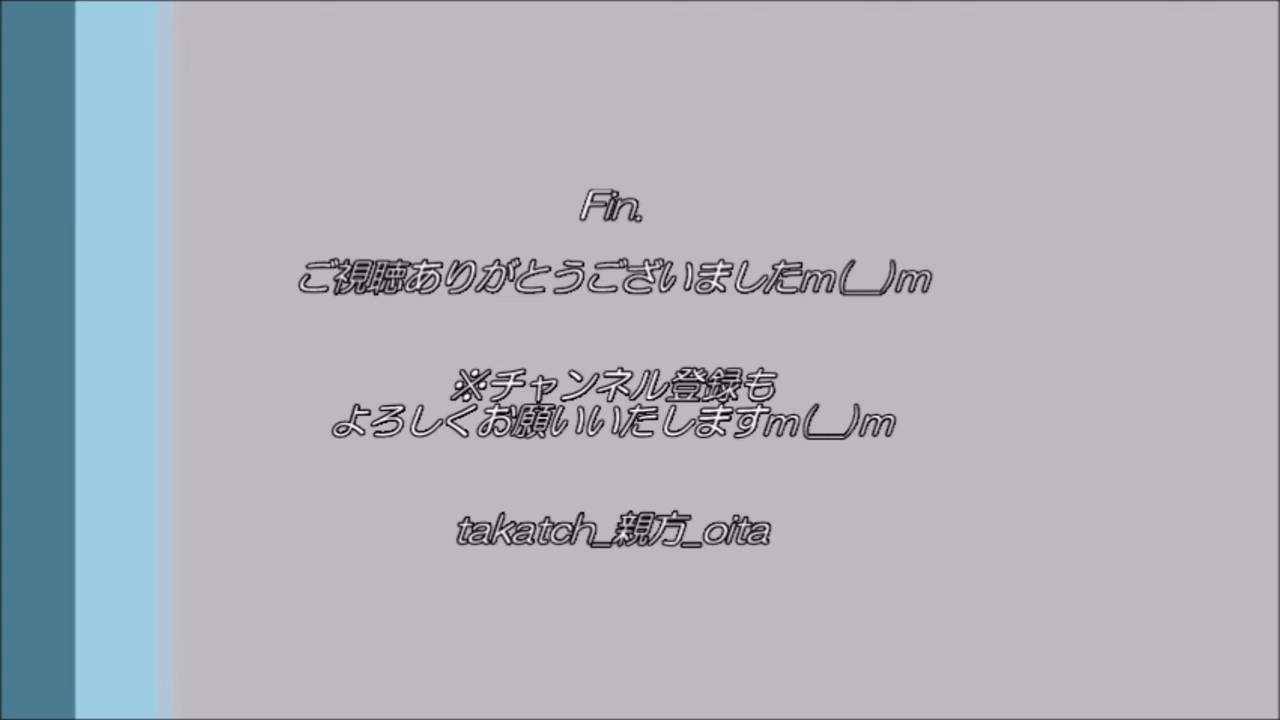 Fin.
ご視聴ありがとうございましたm(__)m
※チャンネル登録も
よろしくお願いいたしますm(__)m
takatch_親方_oita